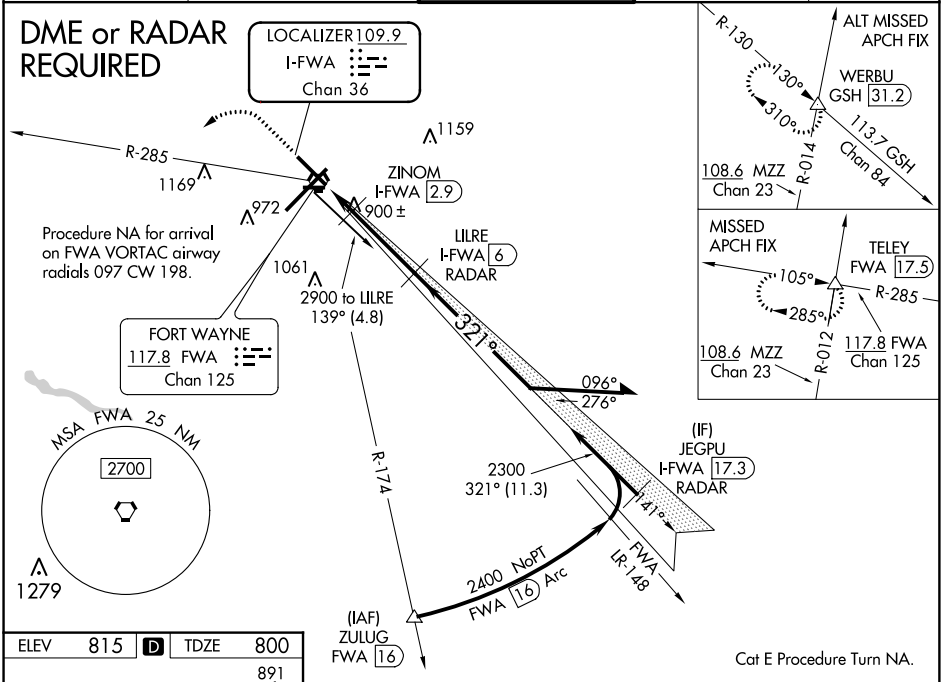 DME or RADAR
REQUIRED
LOCALIZER 109.9
I-FWA
Chan 36
R-285
1169
1159
972
ZINOM
I-FWA 2.9
900 ±
Procedure NA for arrival
on FWA VORTAC airway
radials 097 CW 198.
LILRE
I-FWA 6
RADAR
1061
2900 to LILRE
139° (4.8)
321°
FORT WAYNE
117.8 FWA
Chan 125
096°
276°
(IF)
JEGPU
I-FWA 17.3
RADAR
2300
321° (11.3)
141°
R-174
MSA FWA 25 NM
2700
1279
FWA
LR-148
2400 NoPT
FWA 16 Arc
(IAF)
ZULUG
FWA 16
ELEV 815 D TDZE 800
891
Cat E Procedure Turn NA.
ALT MISSED
APCH FIX
R-130
130°
310°
WERBU
GSH 31.2
113.7 GSH
Chan 84
R-014
108.6 MZZ
Chan 23
MISSED
APCH FIX
TELEY
FWA 17.5
105°
285°
R-285
117.8 FWA
Chan 125
R-012
108.6 MZZ
Chan 23